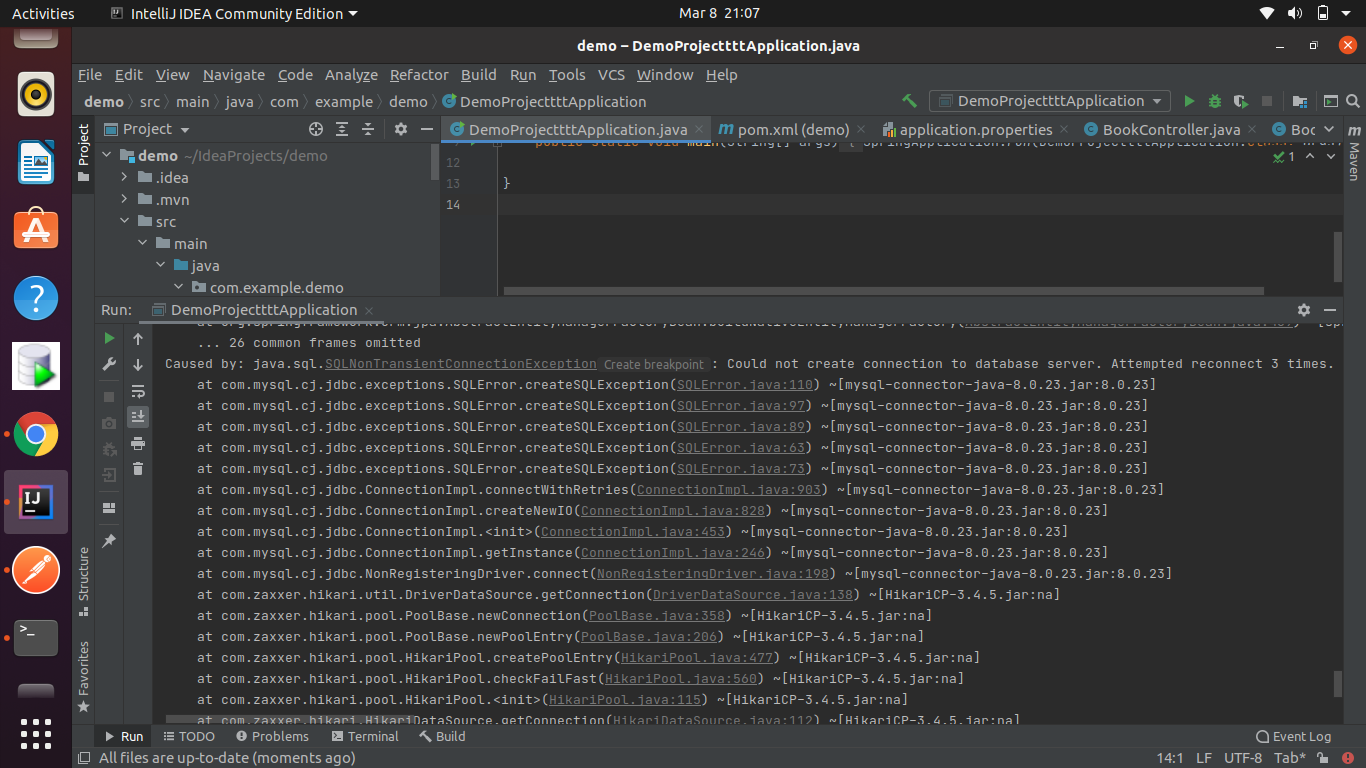 Activities IntelliJ IDEA Community Edition Mar 8 21:07
demo – DemoProjecttttApplication.java
File Edit View Navigate Code Analyze Refactor Build Run Tools VCS Window Help
demo src main java com example demo DemoProjecttttApplication DemoProjecttttApplication
Project DemoProjecttttApplication.java pom.xml (demo) application.properties BookController.java Boo
demo ~/IdeaProjects/demo
.idea
.mvn
src
main
java
com.example.demo
12
13 }
14
1
Project
Maven
Structure
Favorites
Run: DemoProjecttttApplication
... 26 common frames omitted
Caused by: java.sql.SQLNonTransientConnectionException Create breakpoint : Could not create connection to database server. Attempted reconnect 3 times.
at com.mysql.cj.jdbc.exceptions.SQLError.createSQLException(SQLError.java:110) ~[mysql-connector-java-8.0.23.jar:8.0.23]
at com.mysql.cj.jdbc.exceptions.SQLError.createSQLException(SQLError.java:97) ~[mysql-connector-java-8.0.23.jar:8.0.23]
at com.mysql.cj.jdbc.exceptions.SQLError.createSQLException(SQLError.java:89) ~[mysql-connector-java-8.0.23.jar:8.0.23]
at com.mysql.cj.jdbc.exceptions.SQLError.createSQLException(SQLError.java:63) ~[mysql-connector-java-8.0.23.jar:8.0.23]
at com.mysql.cj.jdbc.exceptions.SQLError.createSQLException(SQLError.java:73) ~[mysql-connector-java-8.0.23.jar:8.0.23]
at com.mysql.cj.jdbc.ConnectionImpl.connectWithRetries(ConnectionImpl.java:903) ~[mysql-connector-java-8.0.23.jar:8.0.23]
at com.mysql.cj.jdbc.ConnectionImpl.createNewIO(ConnectionImpl.java:828) ~[mysql-connector-java-8.0.23.jar:8.0.23]
at com.mysql.cj.jdbc.ConnectionImpl.<init>(ConnectionImpl.java:453) ~[mysql-connector-java-8.0.23.jar:8.0.23]
at com.mysql.cj.jdbc.ConnectionImpl.getInstance(ConnectionImpl.java:246) ~[mysql-connector-java-8.0.23.jar:8.0.23]
at com.mysql.cj.jdbc.NonRegisteringDriver.connect(NonRegisteringDriver.java:198) ~[mysql-connector-java-8.0.23.jar:8.0.23]
at com.zaxxer.hikari.util.DriverDataSource.getConnection(DriverDataSource.java:138) ~[HikariCP-3.4.5.jar:na]
at com.zaxxer.hikari.pool.PoolBase.newConnection(PoolBase.java:358) ~[HikariCP-3.4.5.jar:na]
at com.zaxxer.hikari.pool.PoolBase.newPoolEntry(PoolBase.java:206) ~[HikariCP-3.4.5.jar:na]
at com.zaxxer.hikari.pool.HikariPool.createPoolEntry(HikariPool.java:477) ~[HikariCP-3.4.5.jar:na]
at com.zaxxer.hikari.pool.HikariPool.checkFailFast(HikariPool.java:560) ~[HikariCP-3.4.5.jar:na]
at com.zaxxer.hikari.pool.HikariPool.<init>(HikariPool.java:115) ~[HikariCP-3.4.5.jar:na]
at com.zaxxer.hikari.HikariDataSource.getConnection(HikariDataSource.java:112) ~[HikariCP-3.4.5.jar:na]
Run TODO Problems Terminal Build Event Log
All files are up-to-date (moments ago) 14:1 LF UTF-8 Tab*